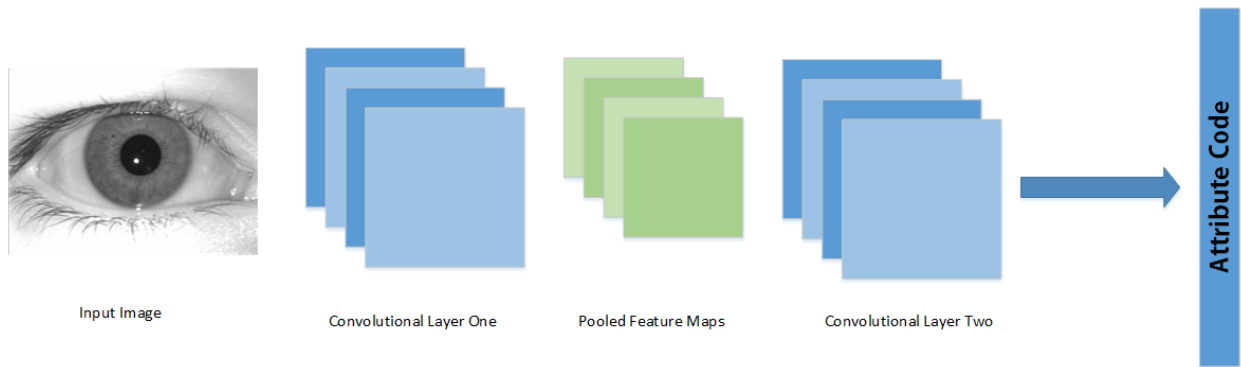 Input Image
Convolutional Layer One
Pooled Feature Maps
Convolutional Layer Two
Attribute Code